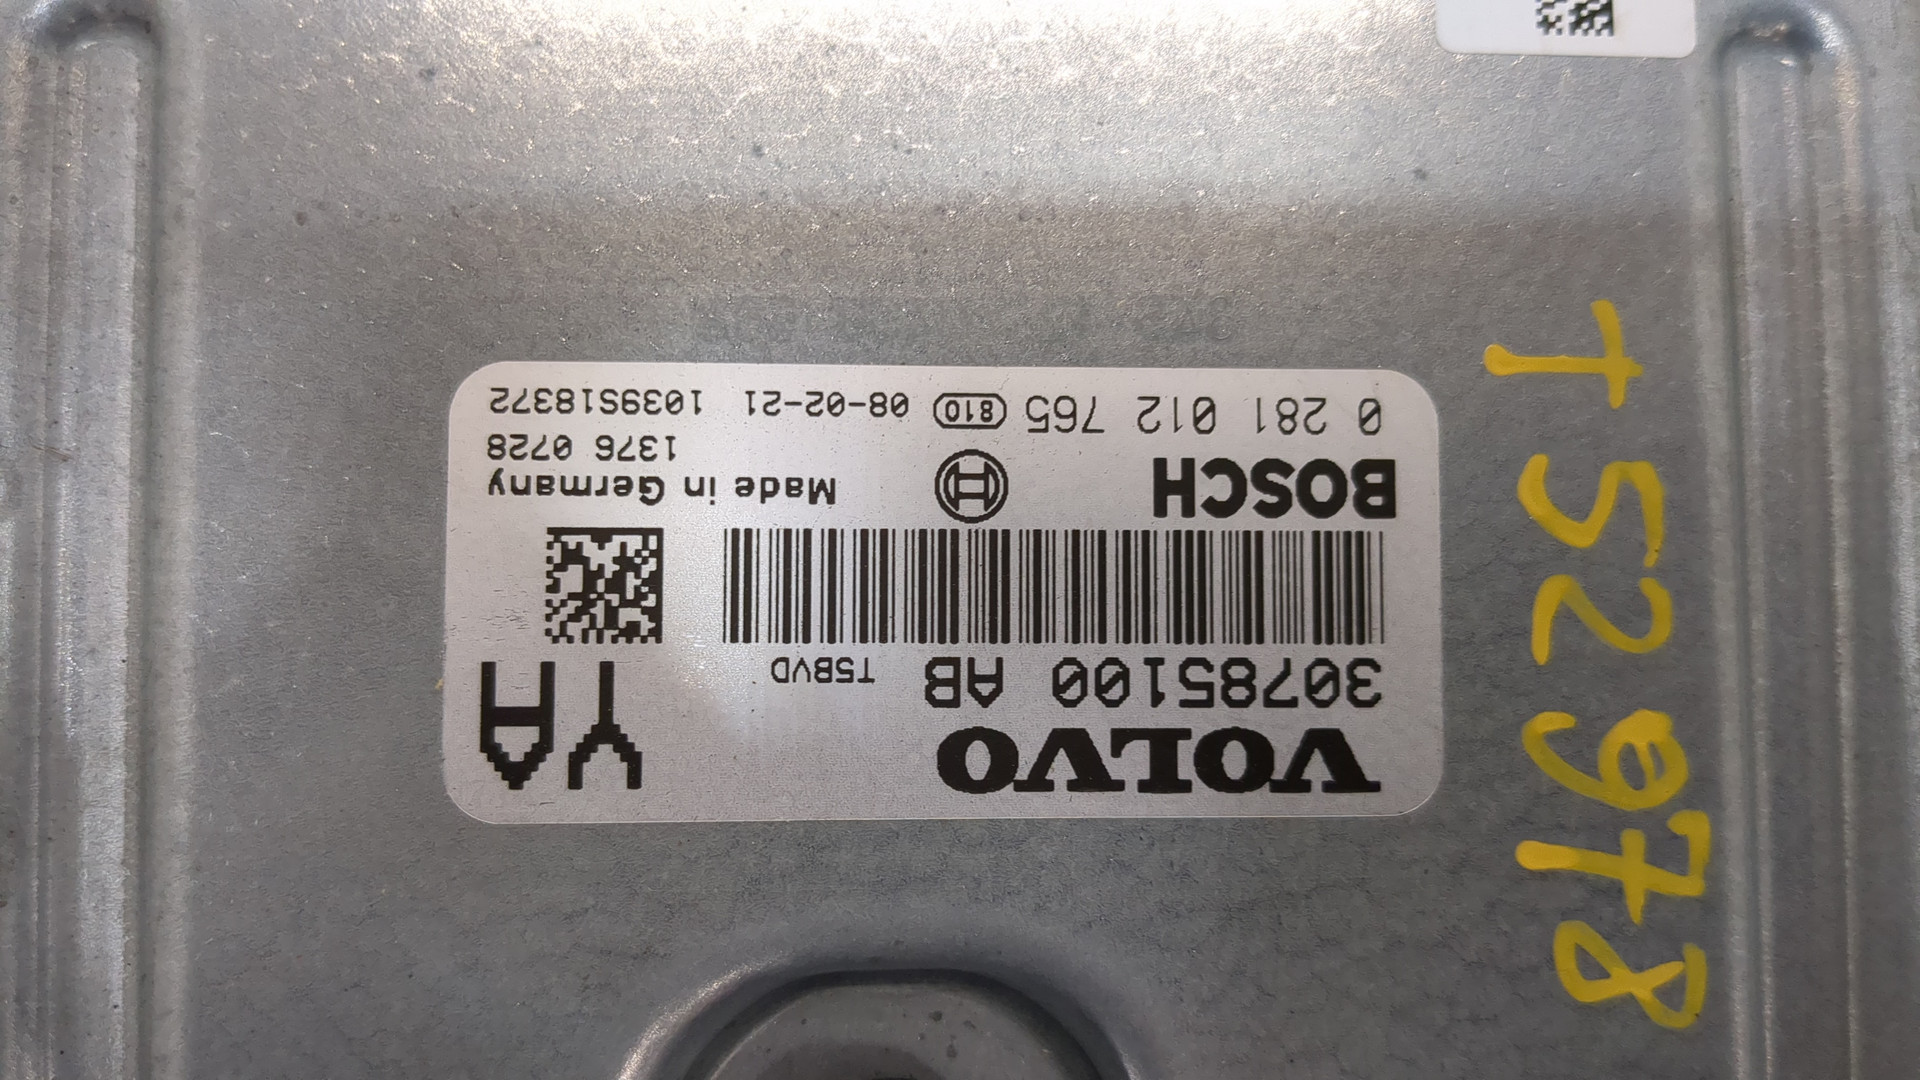 VOLVO
YA
30785100 AB T5BVD
BOSCH
Made in Germany
1376 0728
0 281 012 765 810 08-02-21 1039S18372
T52978